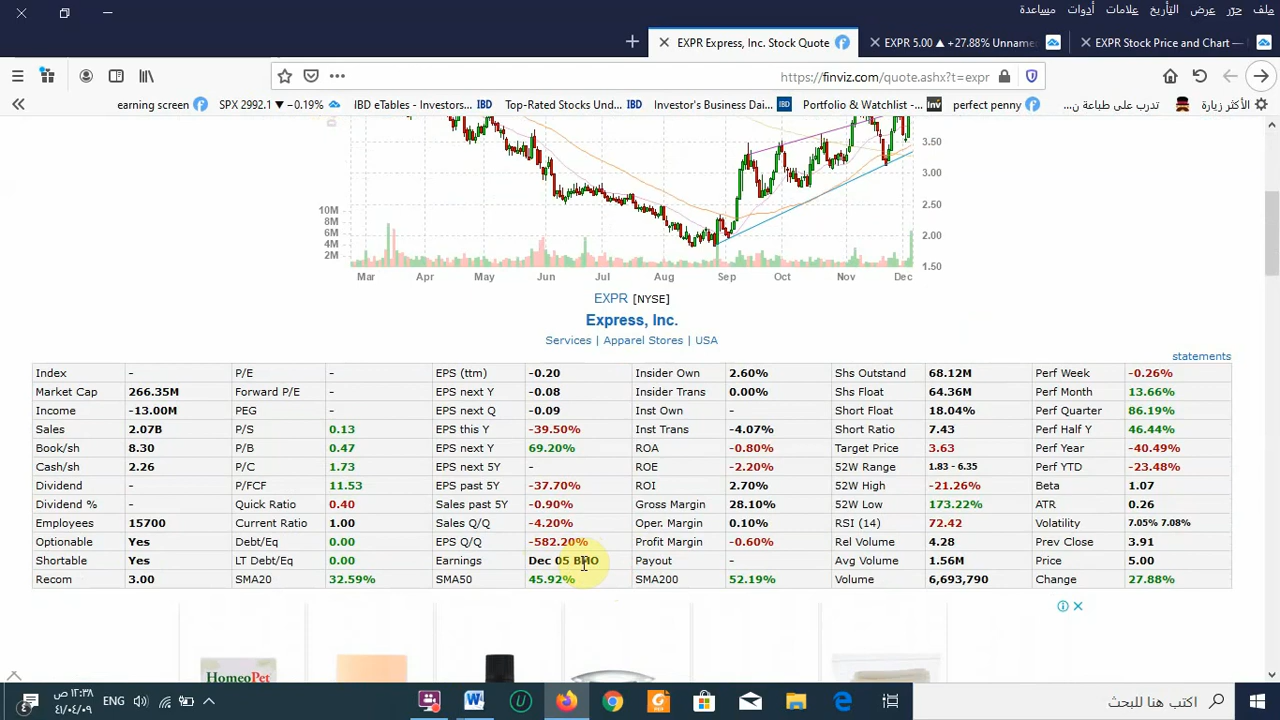 ملف حرّر عرض التأريخ علامات أدوات مساعدة
EXPR Express, Inc. Stock Quote
EXPR 5.00 ▲ +27.88% Unname
EXPR Stock Price and Chart —
https://finviz.com/quote.ashx?t=expr
earning screen
SPX 2992.1 ▼ −0.19%
IBD eTables - Investors...
IBD
Top-Rated Stocks Und...
IBD
Investor's Business Dai...
IBD
Portfolio & Watchlist -...
Inv
perfect penny
تدرب على طباعة ن...
الأكثر زيارة
3.50
3.00
2.50
2.00
1.50
10M
8M
6M
4M
2M
Mar Apr May Jun Jul Aug Sep Oct Nov Dec
EXPR [NYSE]
Express, Inc.
Services | Apparel Stores | USA
statements
Index - P/E - EPS (ttm) -0.20 Insider Own 2.60% Shs Outstand 68.12M Perf Week -0.26%
Market Cap 266.35M Forward P/E - EPS next Y -0.08 Insider Trans 0.00% Shs Float 64.36M Perf Month 13.66%
Income -13.00M PEG - EPS next Q -0.09 Inst Own - Short Float 18.04% Perf Quarter 86.19%
Sales 2.07B P/S 0.13 EPS this Y -39.50% Inst Trans -4.07% Short Ratio 7.43 Perf Half Y 46.44%
Book/sh 8.30 P/B 0.47 EPS next Y 69.20% ROA -0.80% Target Price 3.63 Perf Year -40.49%
Cash/sh 2.26 P/C 1.73 EPS next 5Y - ROE -2.20% 52W Range 1.83 - 6.35 Perf YTD -23.48%
Dividend - P/FCF 11.53 EPS past 5Y -37.70% ROI 2.70% 52W High -21.26% Beta 1.07
Dividend % - Quick Ratio 0.40 Sales past 5Y -0.90% Gross Margin 28.10% 52W Low 173.22% ATR 0.26
Employees 15700 Current Ratio 1.00 Sales Q/Q -4.20% Oper. Margin 0.10% RSI (14) 72.42 Volatility 7.05% 7.08%
Optionable Yes Debt/Eq 0.00 EPS Q/Q -582.20% Profit Margin -0.60% Rel Volume 4.28 Prev Close 3.91
Shortable Yes LT Debt/Eq 0.00 Earnings Dec 05 BMO Payout - Avg Volume 1.56M Price 5.00
Recom 3.00 SMA20 32.59% SMA50 45.92% SMA200 52.19% Volume 6,693,790 Change 27.88%
HomeoPet
ENG
١٢:٣٨ ص
٤١/٠٤/٠٩
اكتب هنا للبحث